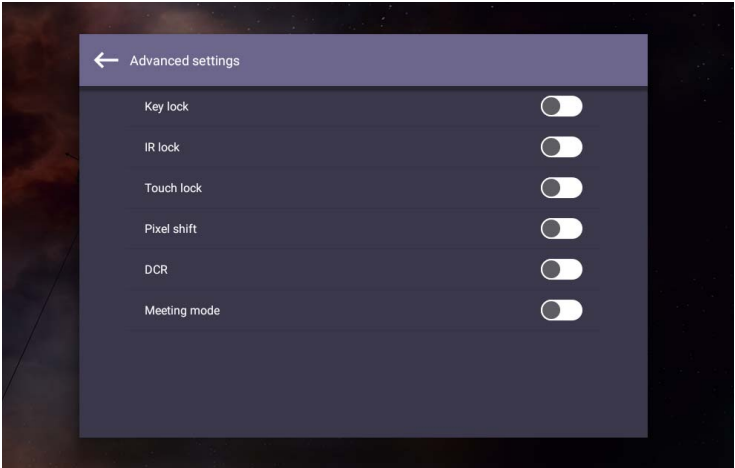 Advanced settings
Key lock
IR lock
Touch lock
Pixel shift
DCR
Meeting mode